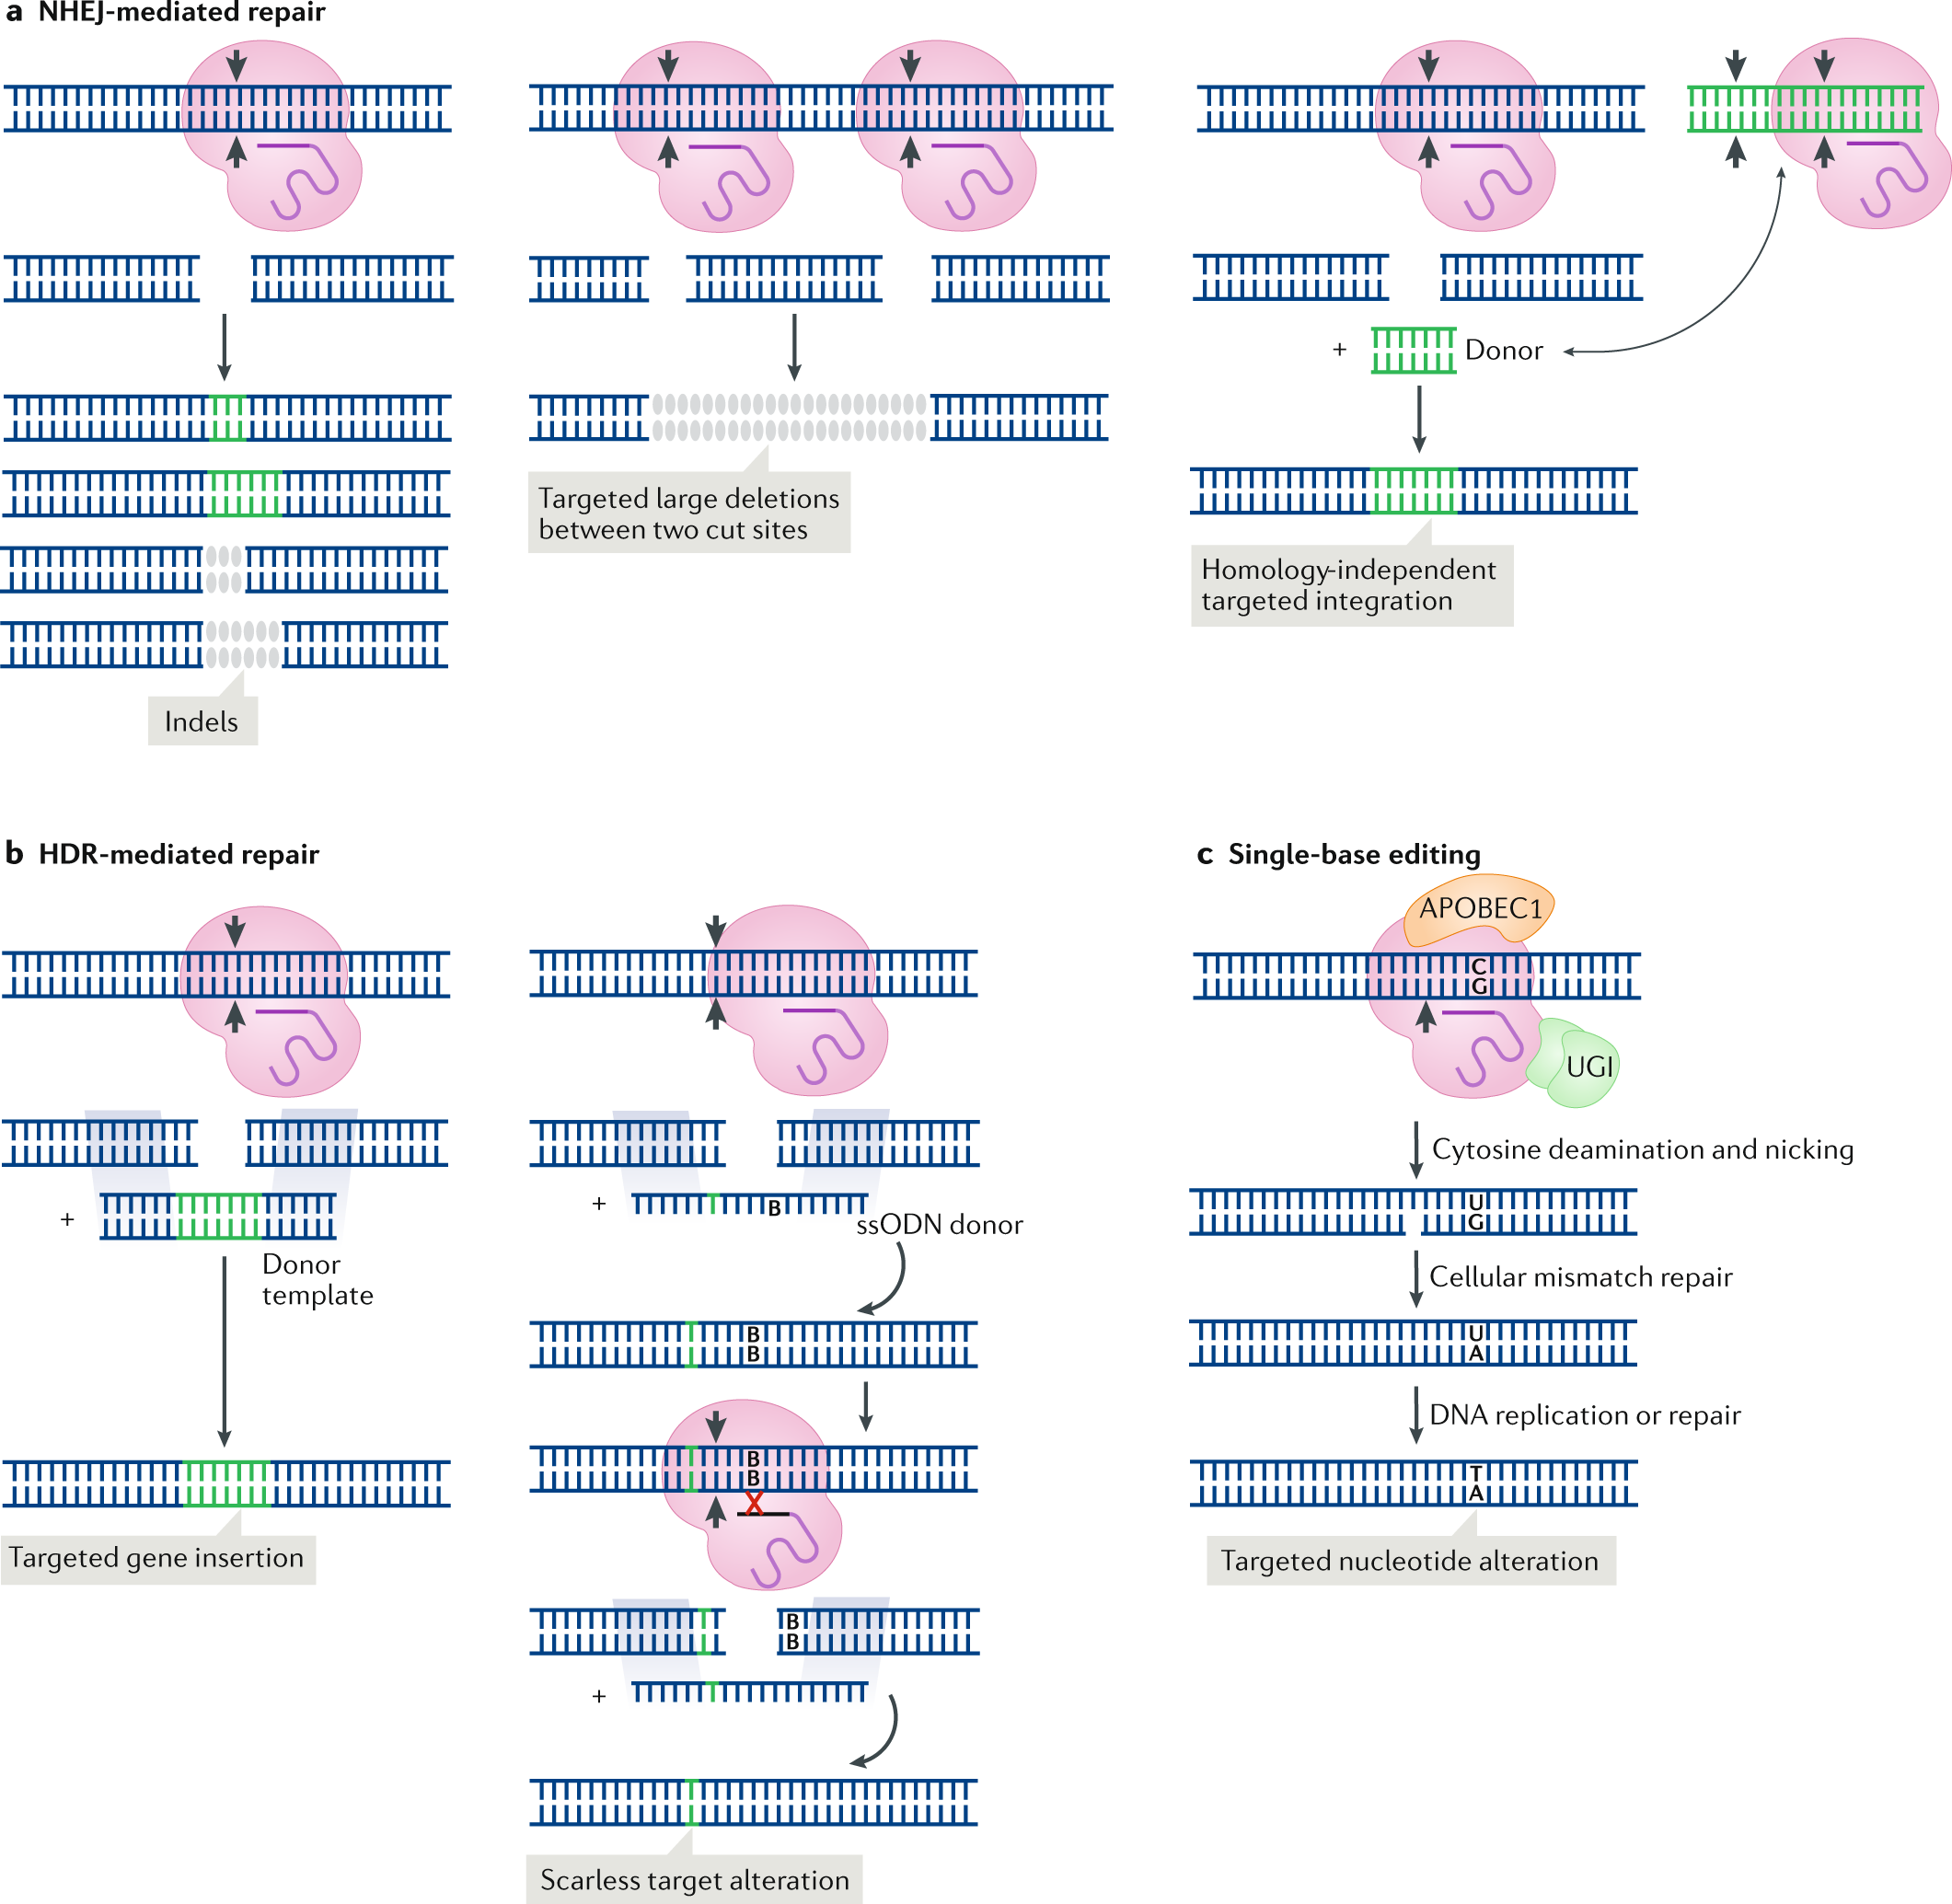 a NHEJ-mediated repair
+ Donor
Targeted large deletions
between two cut sites
Homology-independent
targeted integration
Indels
b HDR-mediated repair
+
Donor
template
Targeted gene insertion
+ B
ssODN donor
B
B
B
B
X
B
B
+
Scarless target alteration
c Single-base editing
APOBEC1
C
G
UGI
Cytosine deamination and nicking
U
G
Cellular mismatch repair
U
A
DNA replication or repair
T
A
Targeted nucleotide alteration